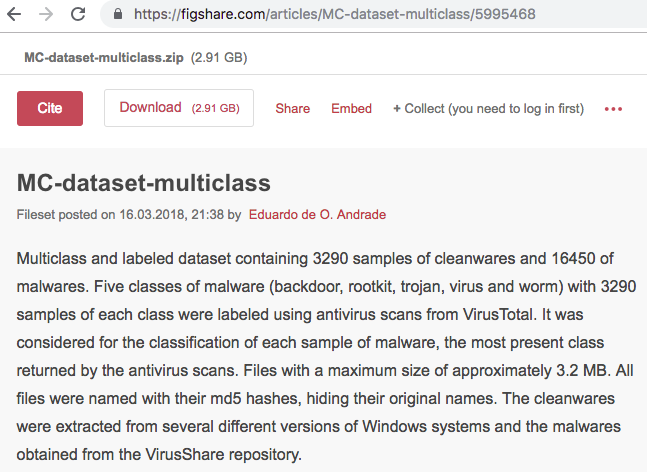 https://figshare.com/articles/MC-dataset-multiclass/5995468
MC-dataset-multiclass.zip (2.91 GB)
Cite
Download (2.91 GB)
Share
Embed
+ Collect (you need to log in first)
MC-dataset-multiclass
Fileset posted on 16.03.2018, 21:38 by Eduardo de O. Andrade
Multiclass and labeled dataset containing 3290 samples of cleanwares and 16450 of
malwares. Five classes of malware (backdoor, rootkit, trojan, virus and worm) with 3290
samples of each class were labeled using antivirus scans from VirusTotal. It was
considered for the classification of each sample of malware, the most present class
returned by the antivirus scans. Files with a maximum size of approximately 3.2 MB. All
files were named with their md5 hashes, hiding their original names. The cleanwares
were extracted from several different versions of Windows systems and the malwares
obtained from the VirusShare repository.